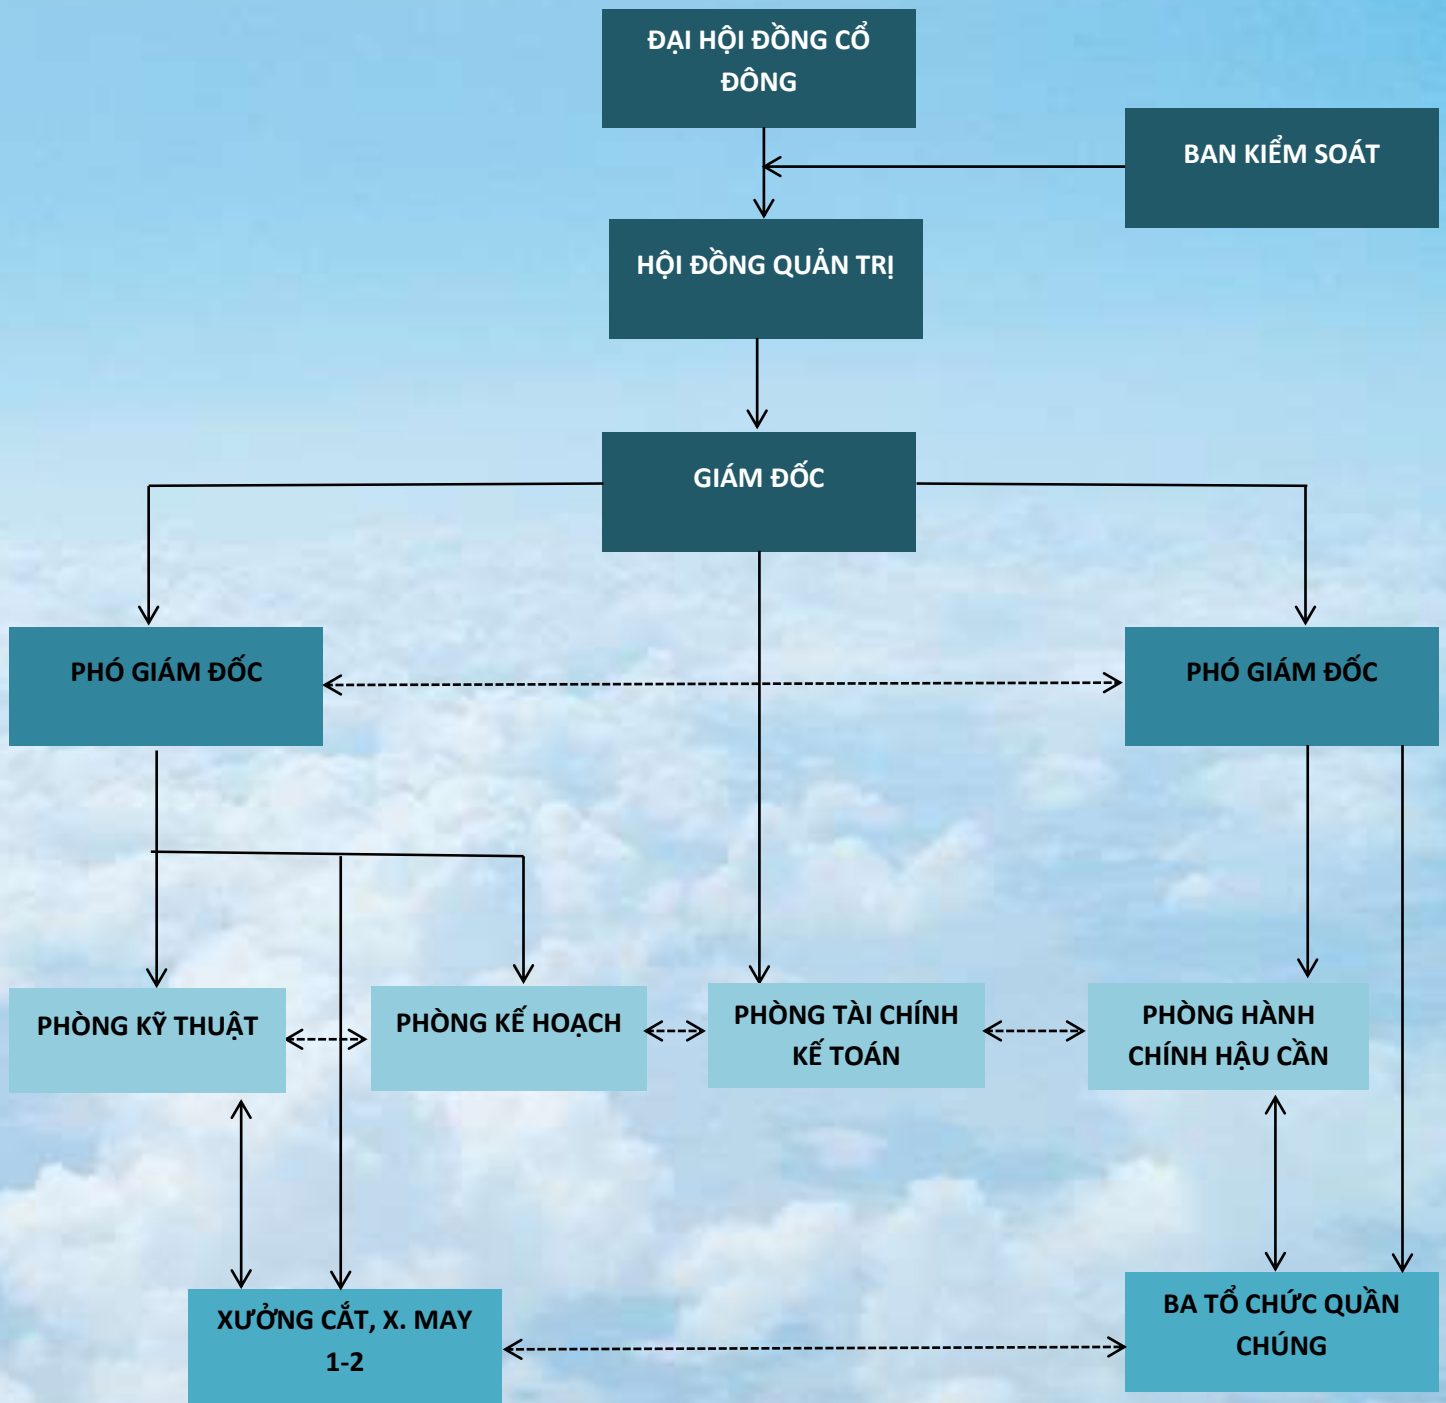 ĐẠI HỘI ĐỒNG CỔ
ĐÔNG
BAN KIỂM SOÁT
HỘI ĐỒNG QUẢN TRỊ
GIÁM ĐỐC
PHÓ GIÁM ĐỐC
PHÓ GIÁM ĐỐC
PHÒNG KỸ THUẬT
PHÒNG KẾ HOẠCH
PHÒNG TÀI CHÍNH
KẾ TOÁN
PHÒNG HÀNH
CHÍNH HẬU CẦN
XƯỞNG CẮT, X. MAY
1-2
BA TỔ CHỨC QUẦN
CHÚNG